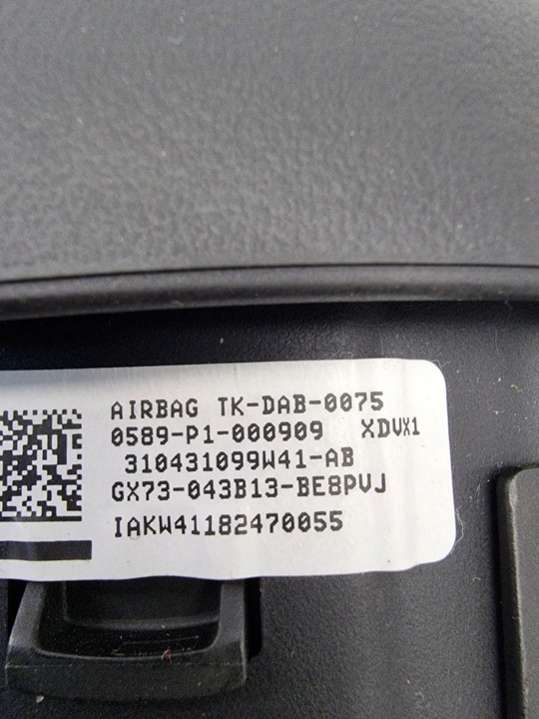 AIRBAG TK-DAB-0075
0589-P1-000909 XDVX1
310431099W41-AB
GX73-043B13-BE8PVJ
IAKW41182470055